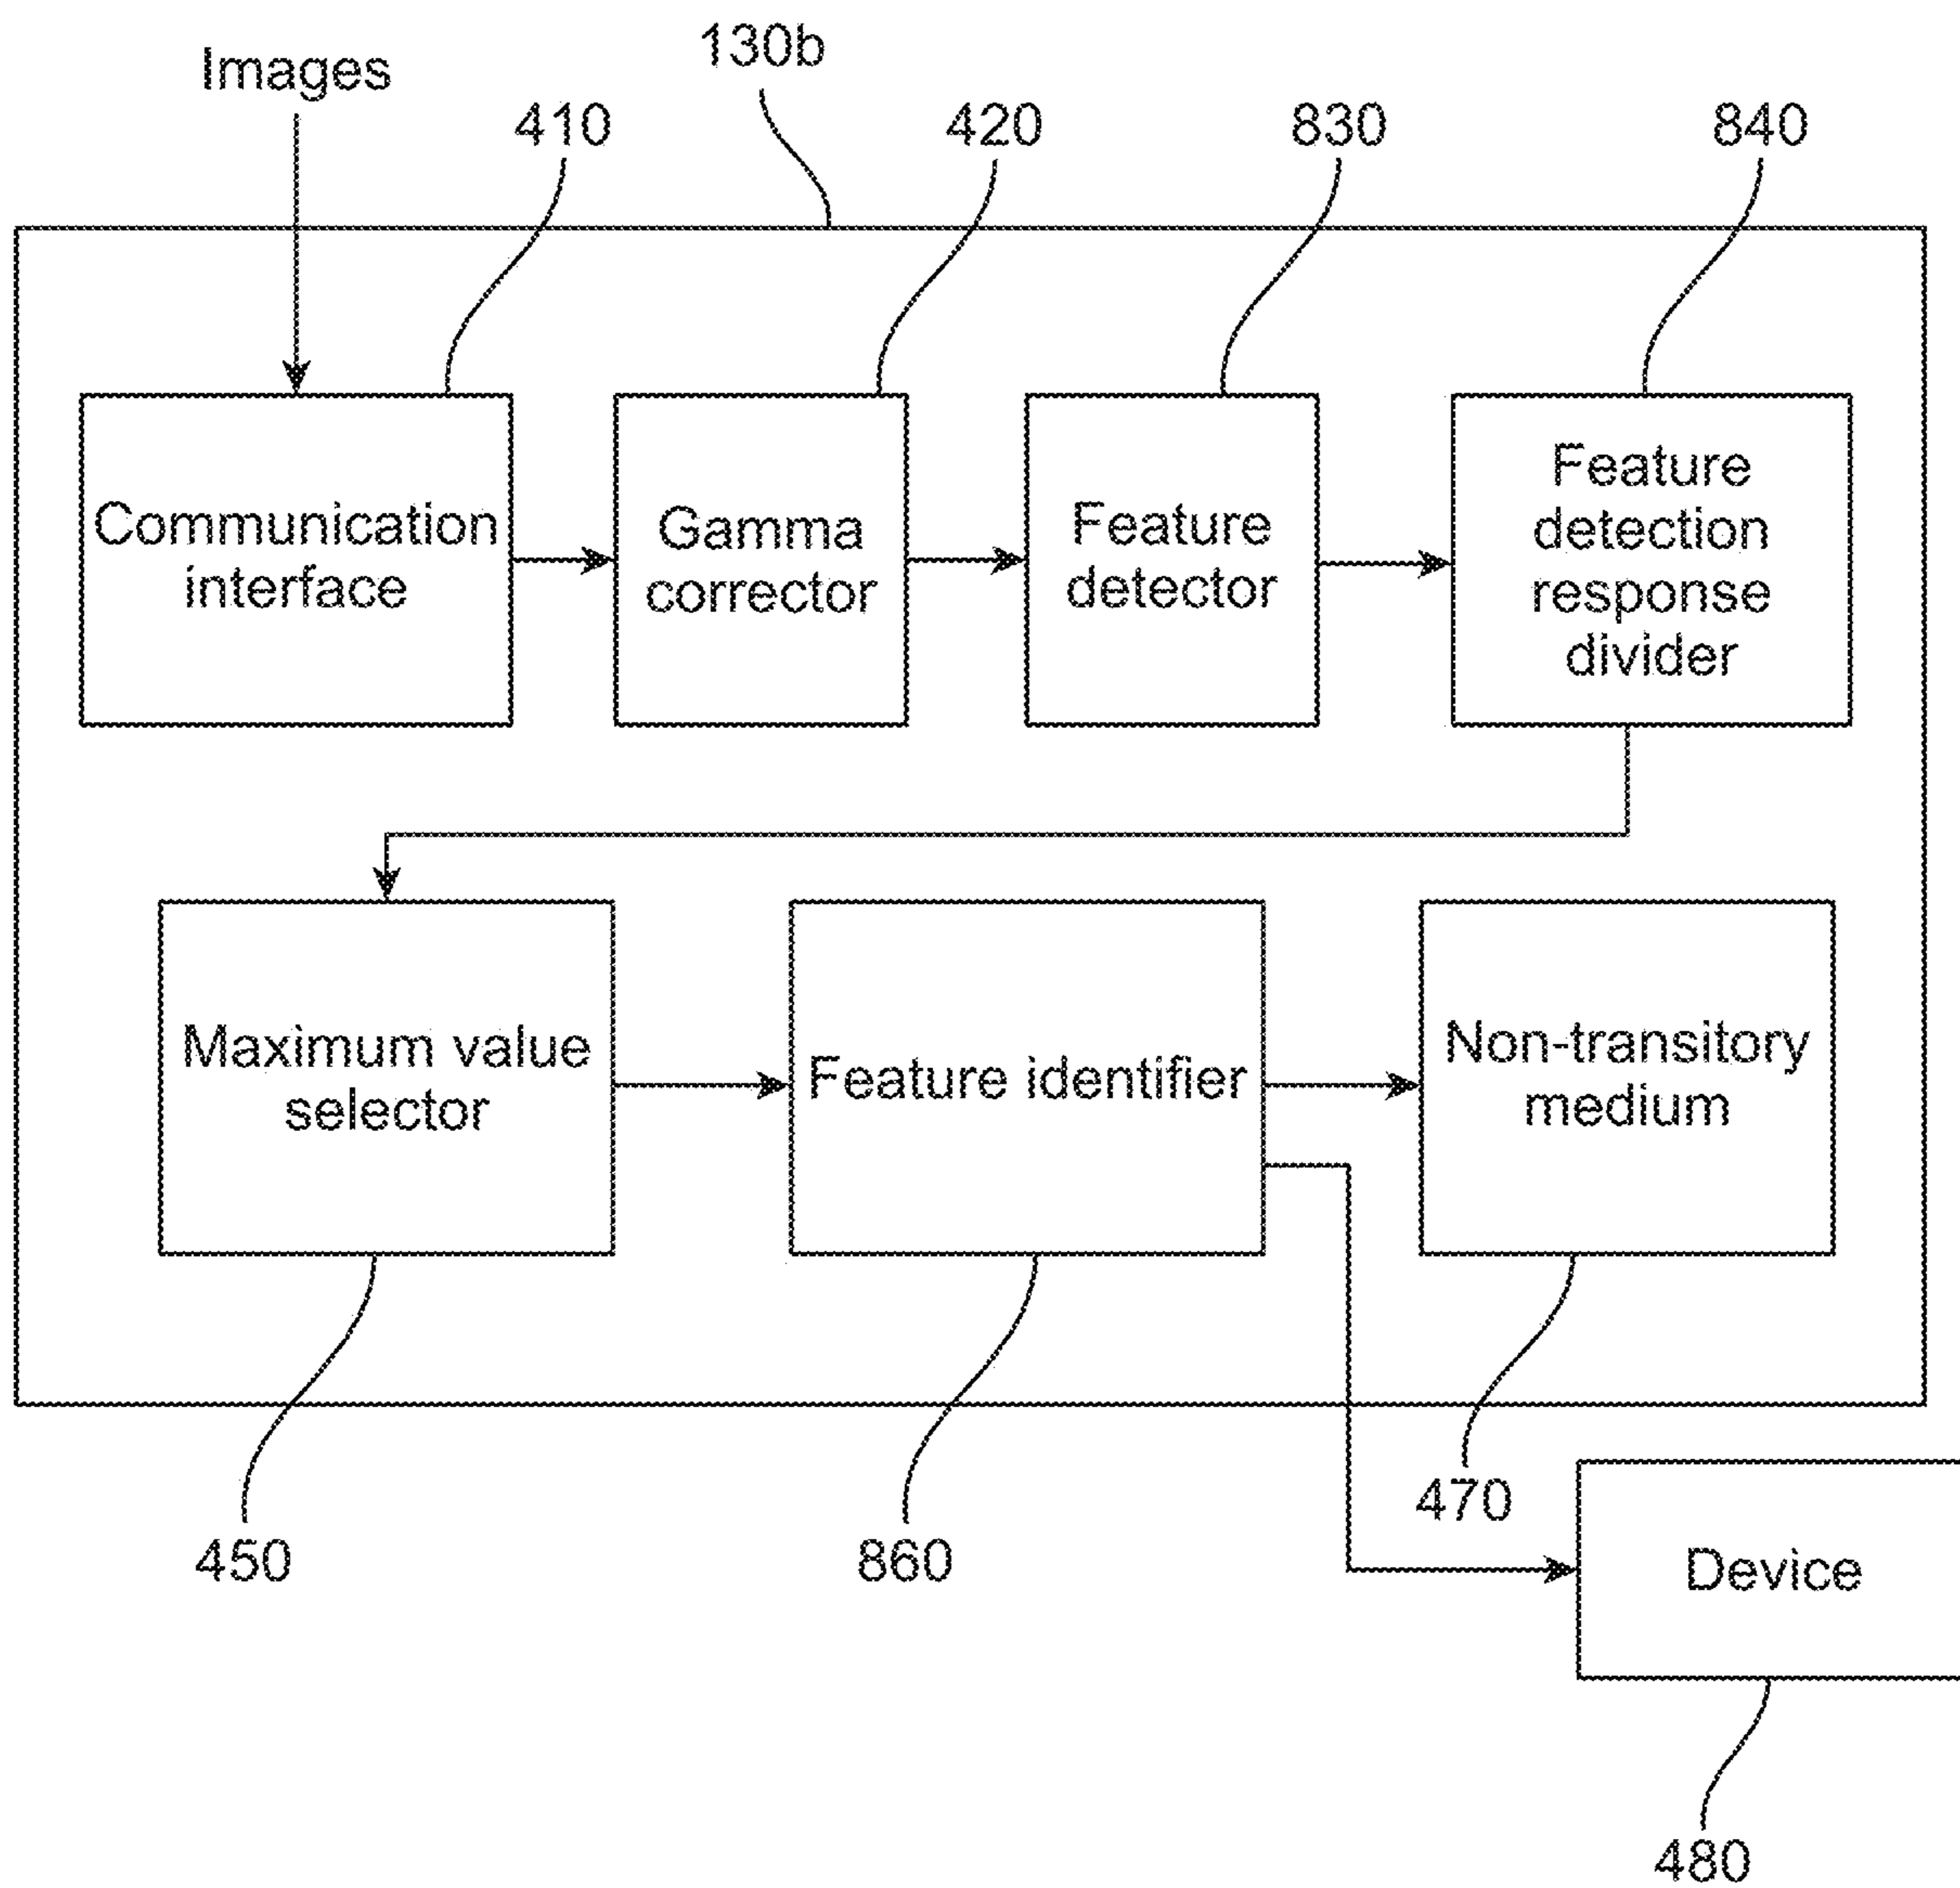 Images
130b
410
420
830
840
Communication
interface
Gamma
corrector
Feature
detector
Feature
detection
response
divider
Maximum value
selector
Feature identifier
Non-transitory
medium
450
860
470
Device
480